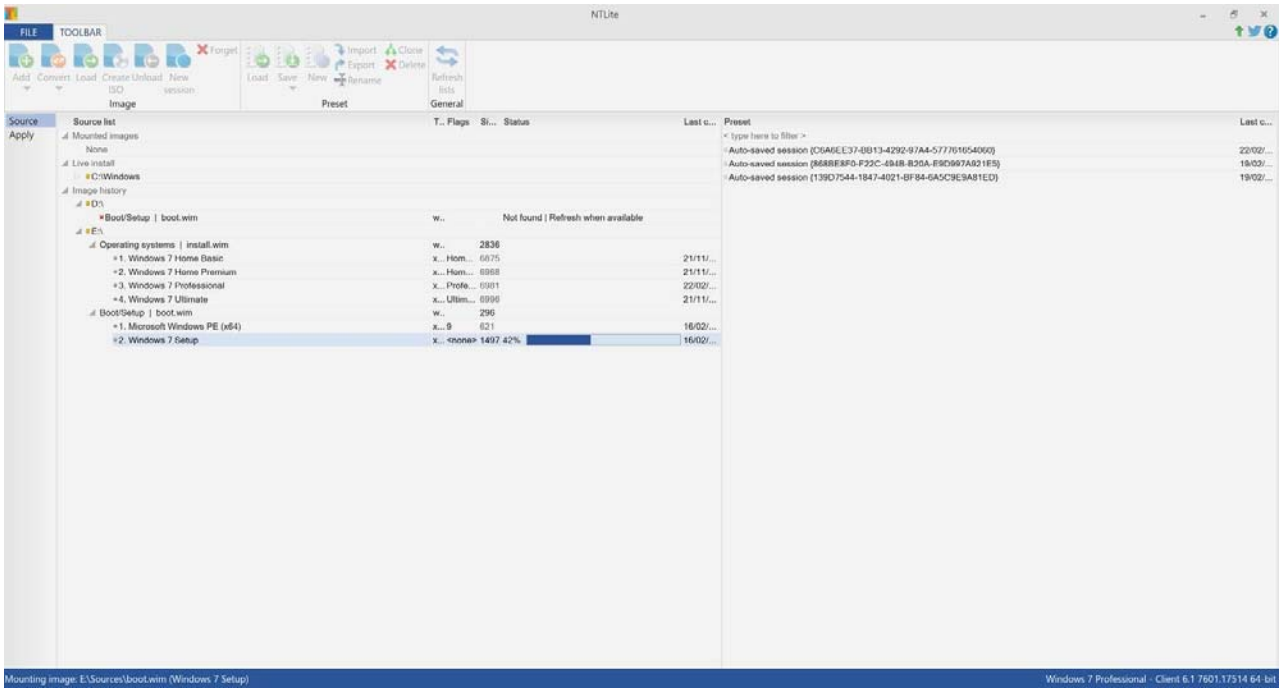 NTLite
FILE TOOLBAR
Add Convert Load Create ISO Unload New session Forget
Load Save New Import Export Rename Clone Delete
Refresh lists
Image Preset General
Source
Apply
Source list T.. Flags Si... Status Last c...
Mounted images
None
Live install
C:\Windows
Image history
D:\
Boot/Setup | boot.wim w.. Not found | Refresh when available
E:\
Operating systems | install.wim w.. 2836
1. Windows 7 Home Basic x... Hom... 6875 21/11/...
2. Windows 7 Home Premium x... Hom... 6968 21/11/...
3. Windows 7 Professional x... Profe... 6981 22/02/...
4. Windows 7 Ultimate x... Ultim... 6996 21/11/...
Boot/Setup | boot.wim w.. 296
1. Microsoft Windows PE (x64) x... 9 621 16/02/...
2. Windows 7 Setup x... <none> 1497 42% 16/02/...
Preset Last c...
< type here to filter >
Auto-saved session {C6A6EE37-BB13-4292-97A4-577761654060} 22/02/...
Auto-saved session {868BE8F0-F22C-494B-B20A-E9D997A921E5} 19/02/...
Auto-saved session {139D7544-1847-4021-BF84-6A5C9E9A81ED} 19/02/...
Mounting image: E:\Sources\boot.wim (Windows 7 Setup)
Windows 7 Professional - Client 6.1 7601.17514 64-bit